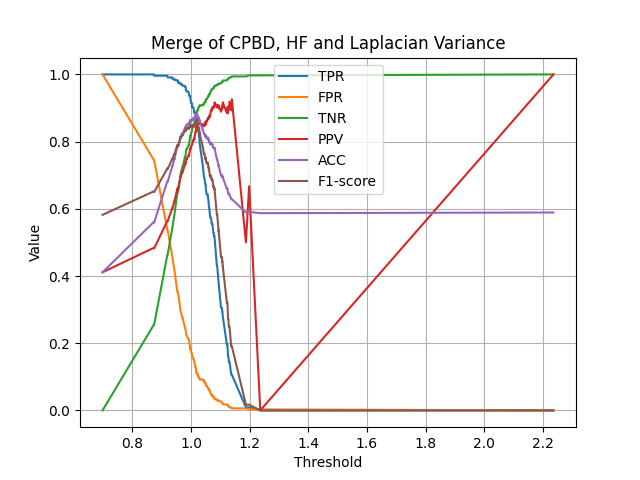 Merge of CPBD, HF and Laplacian Variance
TPR
FPR
TNR
PPV
ACC
F1-score
Value
1.0
0.8
0.6
0.4
0.2
0.0
0.8
1.0
1.2
1.4
1.6
1.8
2.0
2.2
Threshold